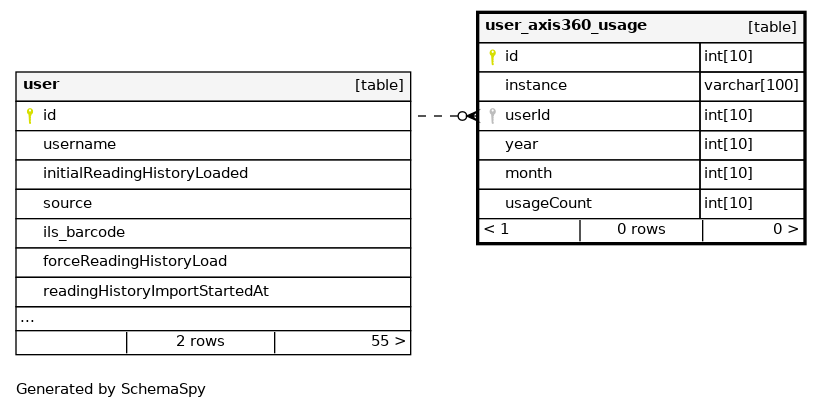 user [table]
id
username
initialReadingHistoryLoaded
source
ils_barcode
forceReadingHistoryLoad
readingHistoryImportStartedAt
...
2 rows 55 >
user_axis360_usage [table]
id int[10]
instance varchar[100]
userId int[10]
year int[10]
month int[10]
usageCount int[10]
< 1 0 rows 0 >
Generated by SchemaSpy